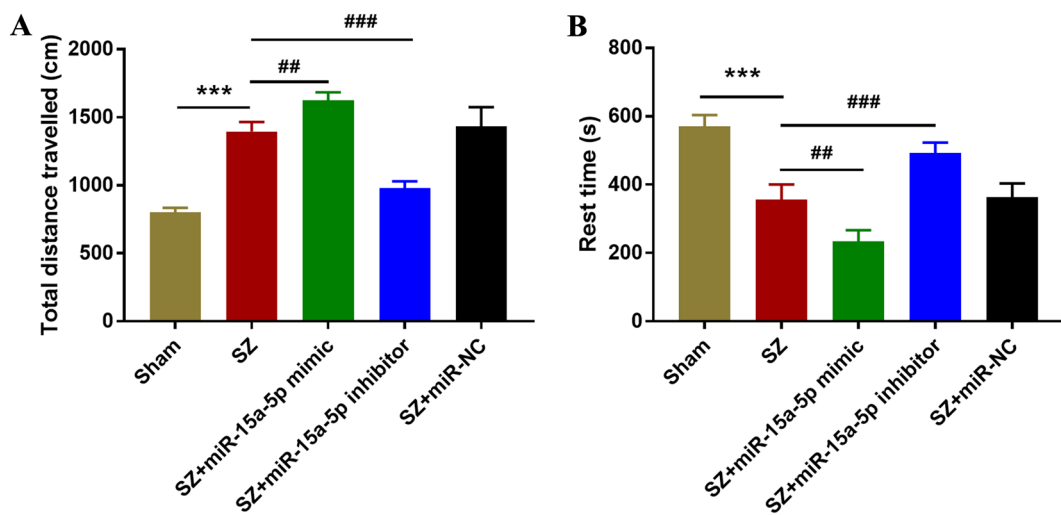 A
Total distance travelled (cm)
2000
1500
1000
500
0
***
##
###
Sham
SZ
SZ+miR-15a-5p mimic
SZ+miR-15a-5p inhibitor
SZ+miR-NC
B
Rest time (s)
800
600
400
200
0
***
###
##
Sham
SZ
SZ+miR-15a-5p mimic
SZ+miR-15a-5p inhibitor
SZ+miR-NC